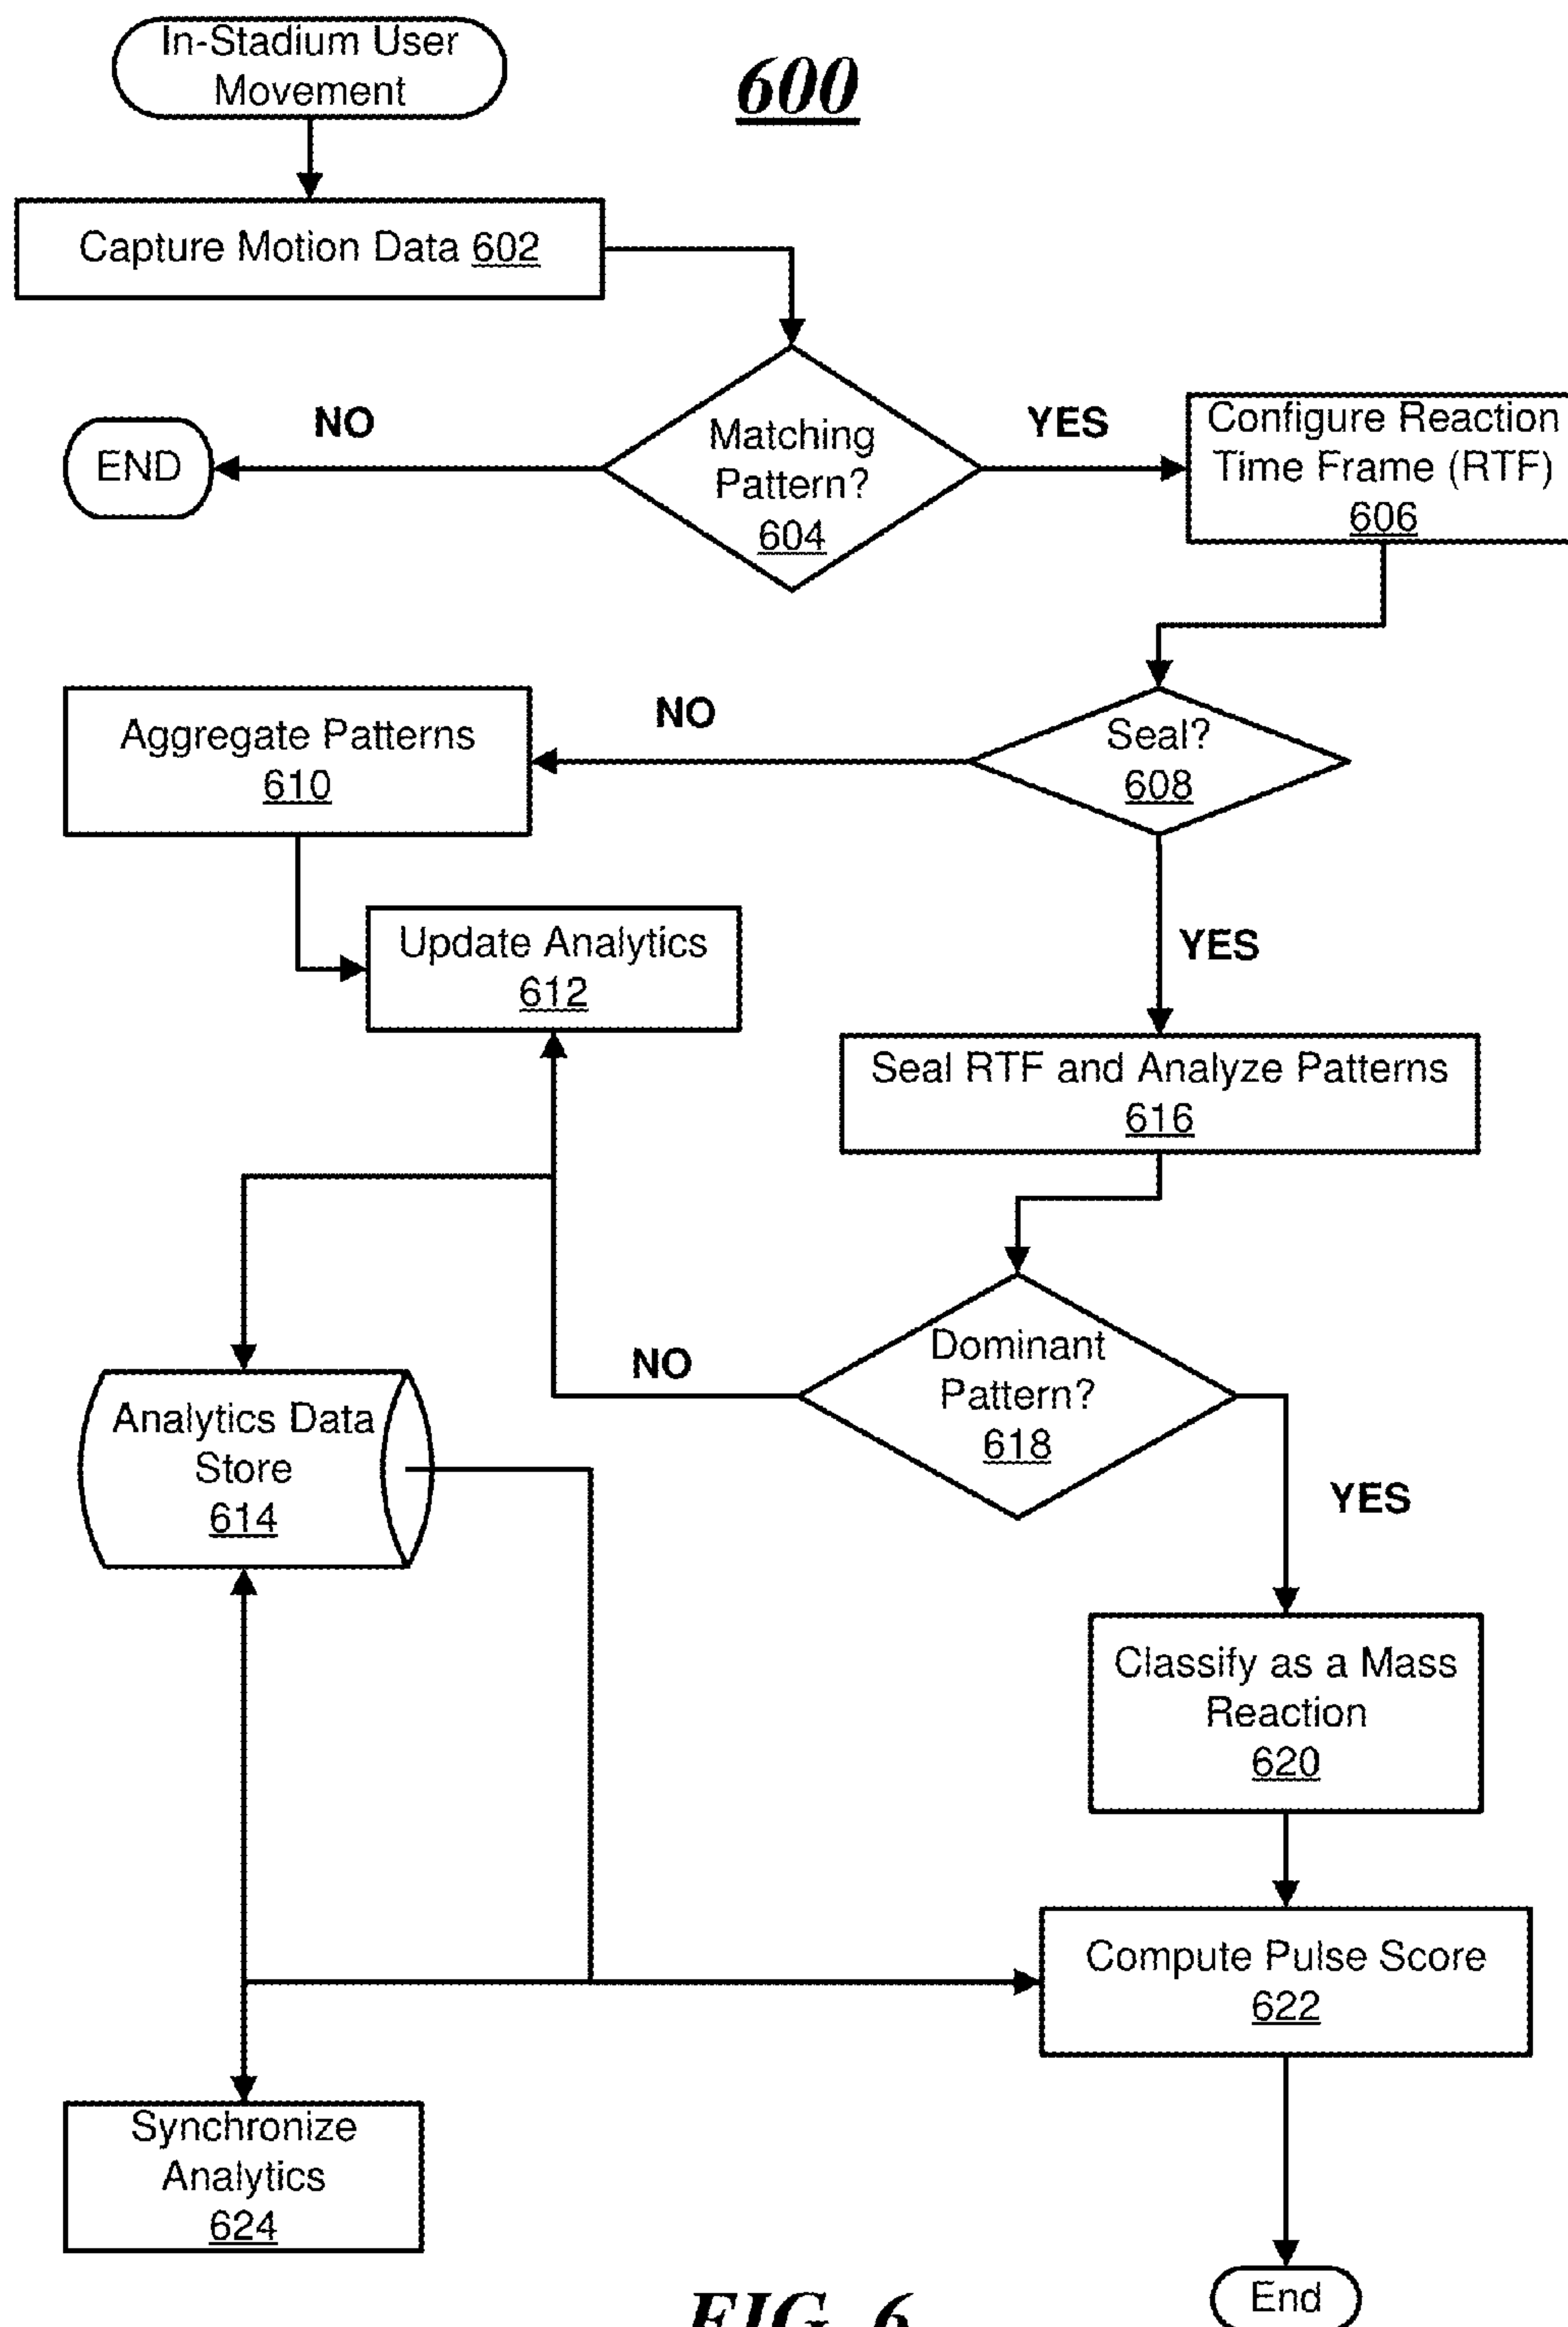 In-Stadium User
Movement
600
Capture Motion Data 602
NO
YES
END
Matching
Pattern?
604
Configure Reaction
Time Frame (RTF)
606
Aggregate Patterns
610
NO
Seal?
608
Update Analytics
612
YES
Seal RTF and Analyze Patterns
616
NO
Dominant
Pattern?
618
Analytics Data
Store
614
YES
Classify as a Mass
Reaction
620
Compute Pulse Score
622
Synchronize
Analytics
624
End
FIG. 6